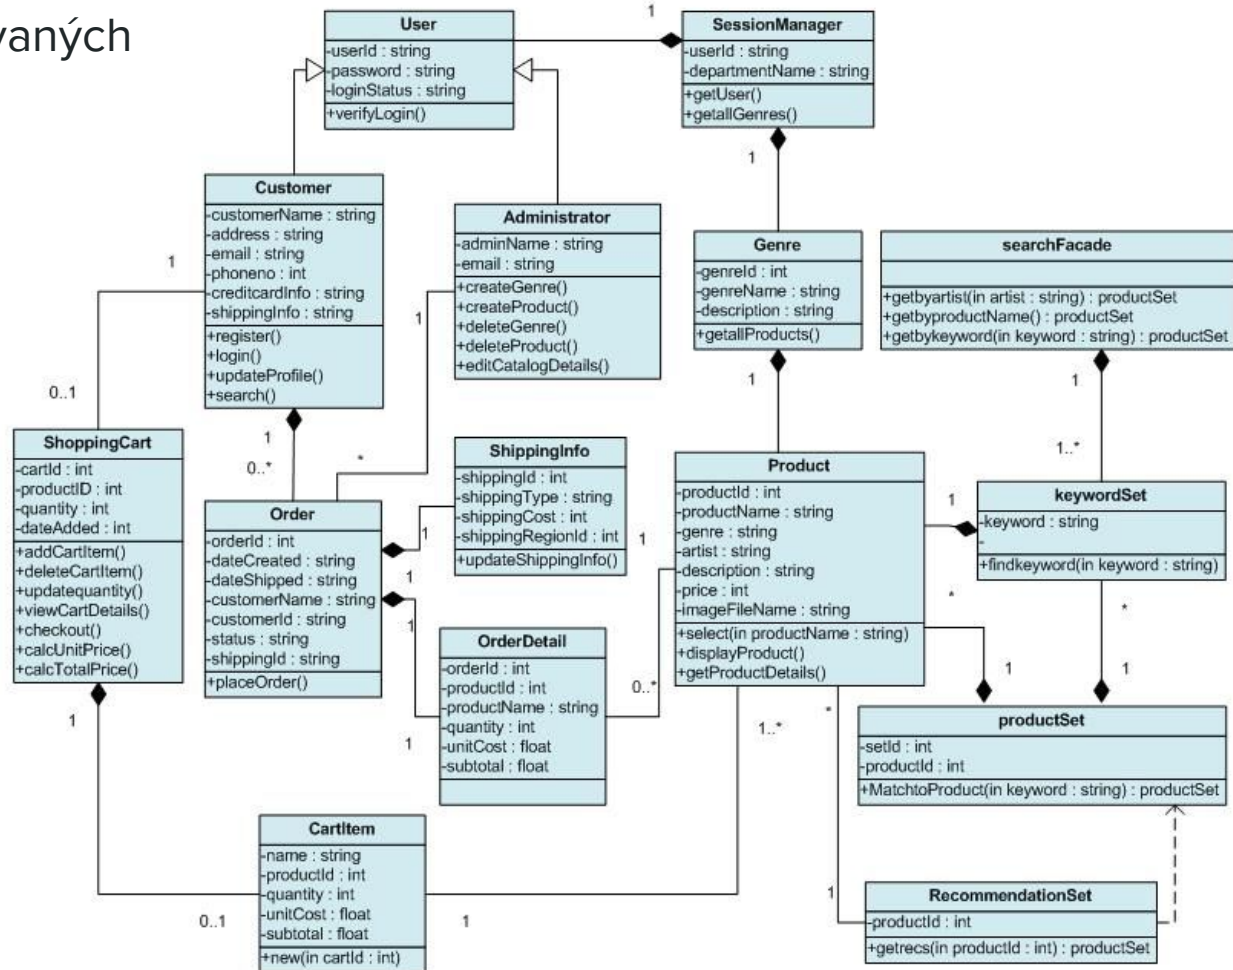 vaných
User
-userId : string
-password : string
-loginStatus : string
+verifyLogin()
1
SessionManager
-userId : string
-departmentName : string
+getUser()
+getallGenres()
1
Customer
-customerName : string
-address : string
-email : string
-phoneno : int
-creditcardInfo : string
-shippingInfo : string
+register()
+login()
+updateProfile()
+search()
1
0..1
1
0..*
Administrator
-adminName : string
-email : string
+createGenre()
+createProduct()
+deleteGenre()
+deleteProduct()
+editCatalogDetails()
1
*
Genre
-genreId : int
-genreName : string
-description : string
+getallProducts()
1
searchFacade
+getbyartist(in artist : string) : productSet
+getbyproductName() : productSet
+getbykeyword(in keyword : string) : productSet
1
1..*
ShoppingCart
-cartId : int
-productID : int
-quantity : int
-dateAdded : int
+addCartItem()
+deleteCartItem()
+updatequantity()
+viewCartDetails()
+checkout()
+calcUnitPrice()
+calcTotalPrice()
1
Order
-orderId : int
-dateCreated : string
-dateShipped : string
-customerName : string
-customerId : string
-status : string
-shippingId : string
+placeOrder()
1
1
1
1
ShippingInfo
-shippingId : int
-shippingType : string
-shippingCost : int
-shippingRegionId : int
+updateShippingInfo()
OrderDetail
-orderId : int
-productId : int
-productName : string
-quantity : int
-unitCost : float
-subtotal : float
1
0..*
Product
-productId : int
-productName : string
-genre : string
-artist : string
-description : string
-price : int
-imageFileName : string
+select(in productName : string)
+displayProduct()
+getProductDetails()
1
*
1
1..*
*
keywordSet
-keyword : string
-
+findkeyword(in keyword : string)
*
1
productSet
-setId : int
-productId : int
+MatchtoProduct(in keyword : string) : productSet
CartItem
-name : string
-productId : int
-quantity : int
-unitCost : float
-subtotal : float
+new(in cartId : int)
0..1
1
1
RecommendationSet
-productId : int
+getrecs(in productId : int) : productSet